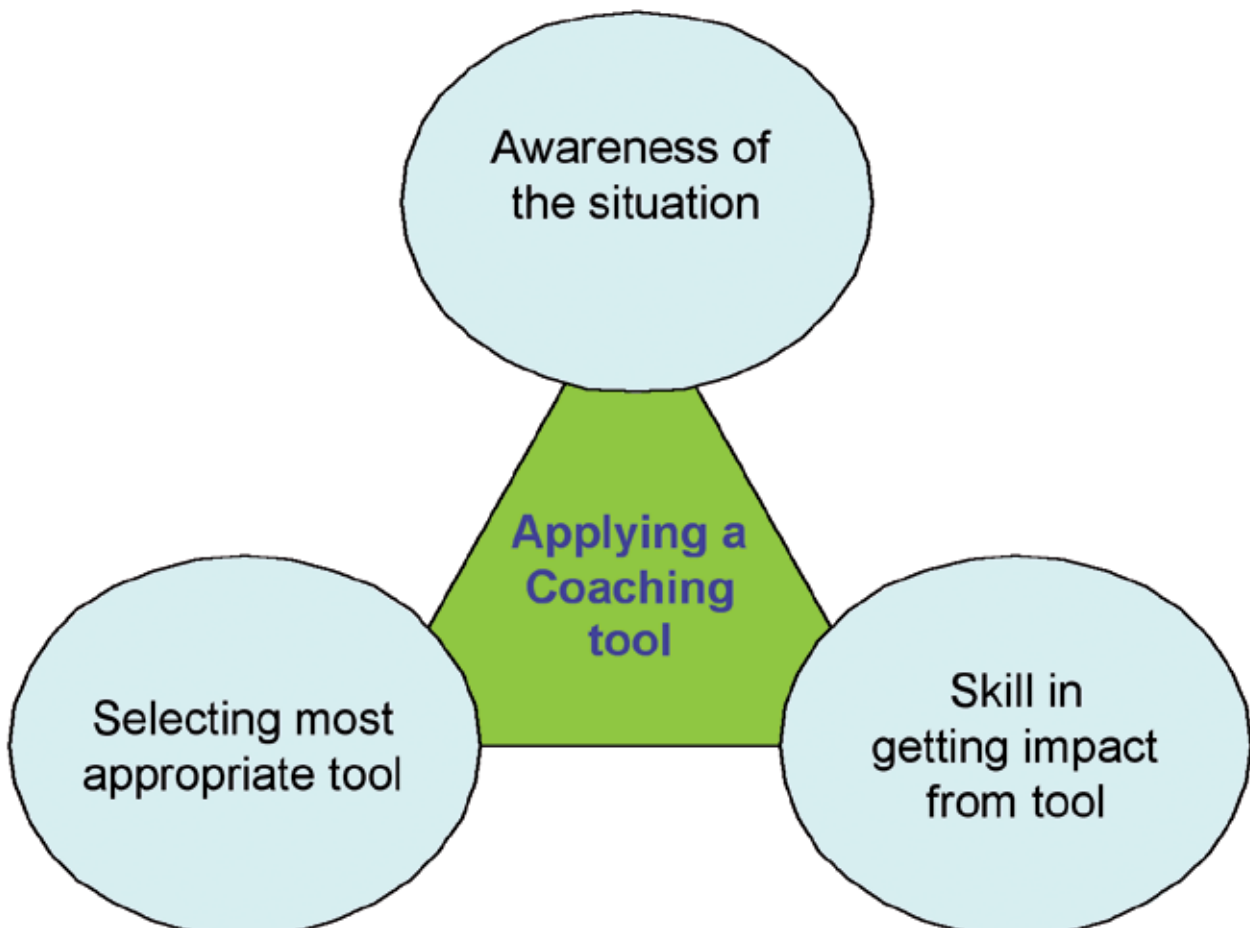 Awareness of
the situation
Applying a
Coaching
tool
Selecting most
appropriate tool
Skill in
getting impact
from tool